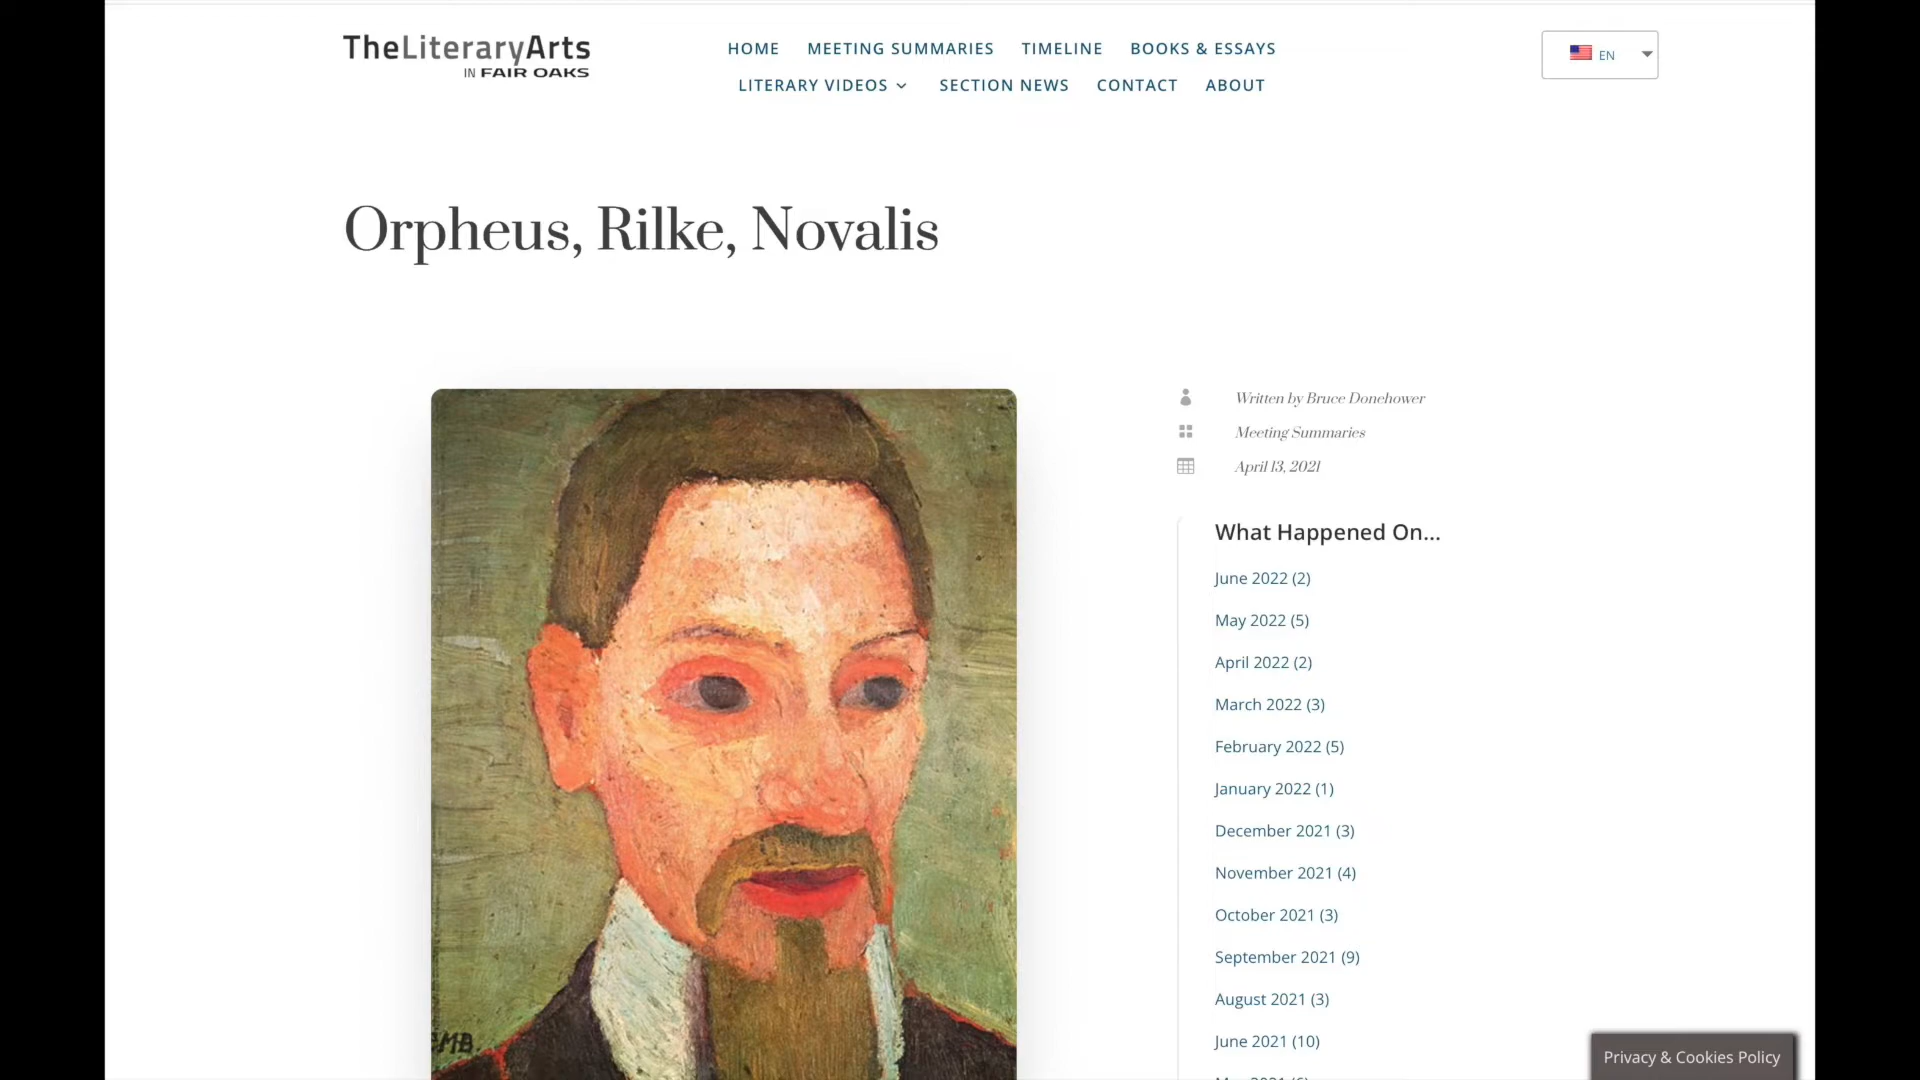 TheLiteraryArts
IN FAIR OAKS
HOME MEETING SUMMARIES TIMELINE BOOKS & ESSAYS
LITERARY VIDEOS SECTION NEWS CONTACT ABOUT
EN
Orpheus, Rilke, Novalis
Written by Bruce Donehower
Meeting Summaries
April 13, 2021
What Happened On...
June 2022 (2)
May 2022 (5)
April 2022 (2)
March 2022 (3)
February 2022 (5)
January 2022 (1)
December 2021 (3)
November 2021 (4)
October 2021 (3)
September 2021 (9)
August 2021 (3)
June 2021 (10)
Privacy & Cookies Policy